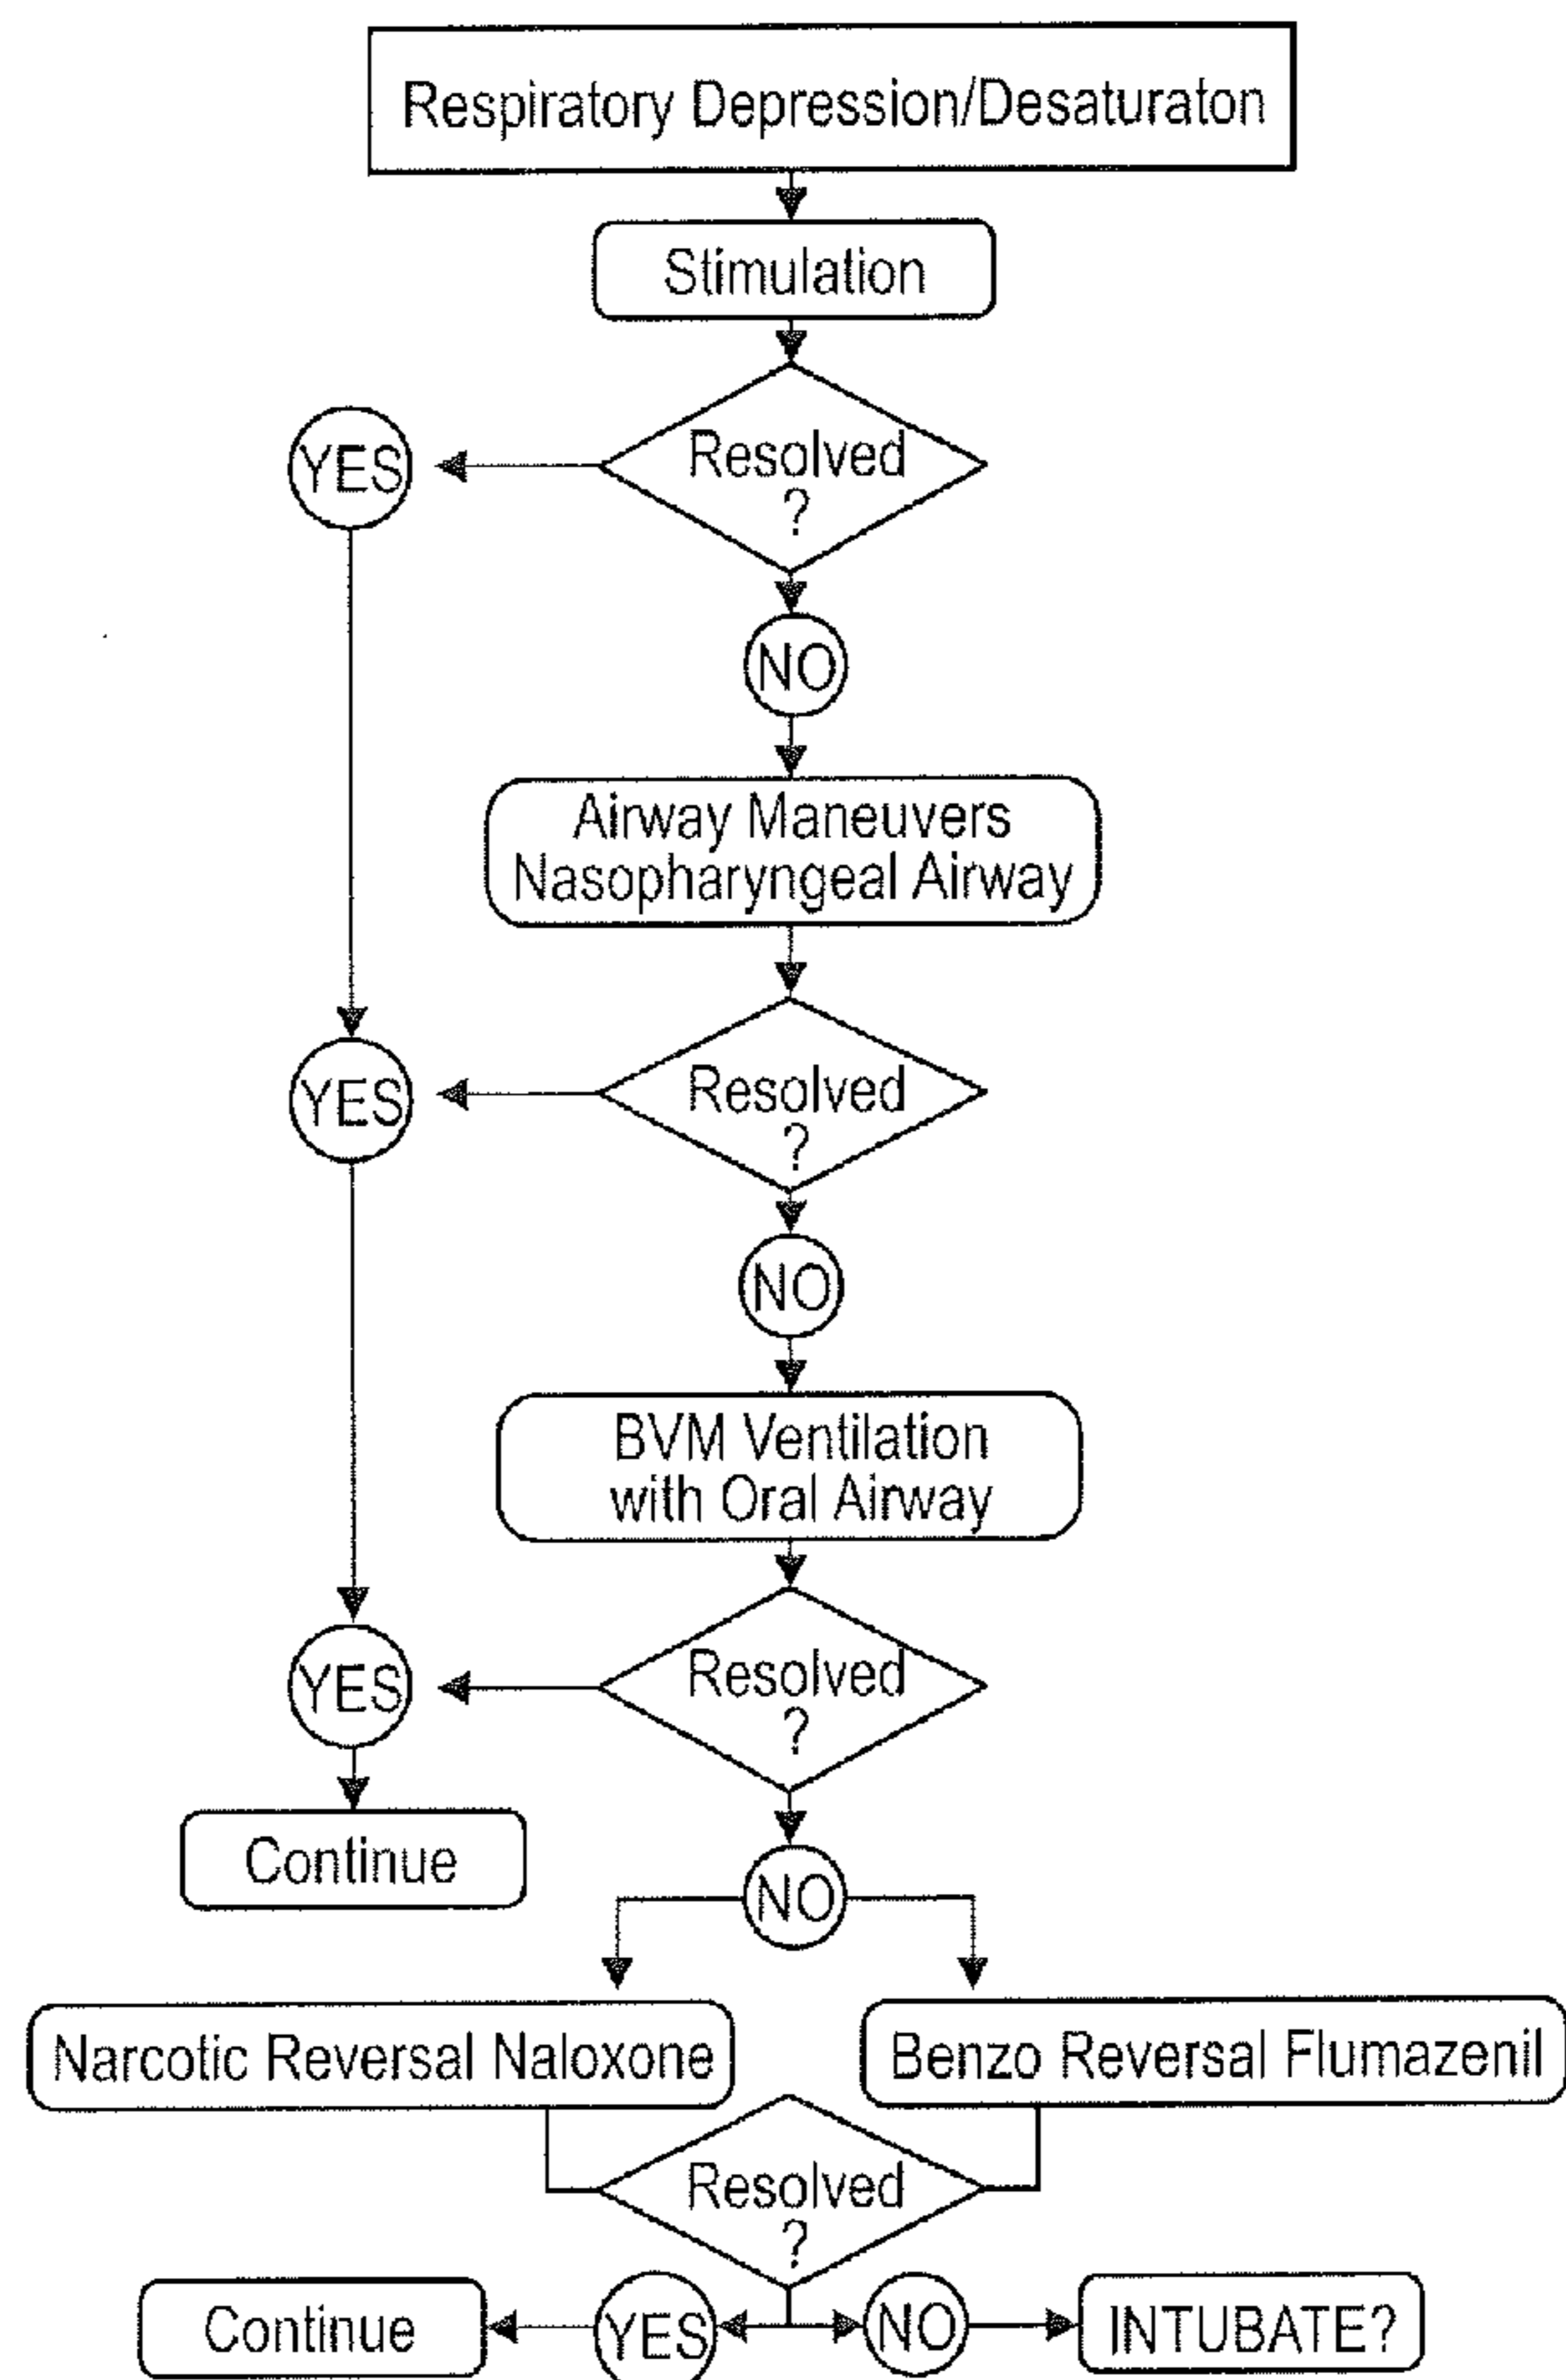 Respiratory Depression/Desaturaton
Stimulation
Resolved
?
YES
NO
Airway Maneuvers
Nasopharyngeal Airway
Resolved
?
YES
NO
BVM Ventilation
with Oral Airway
Resolved
?
YES
Continue
NO
Narcotic Reversal Naloxone
Benzo Reversal Flumazenil
Resolved
?
Continue
YES
NO
INTUBATE?